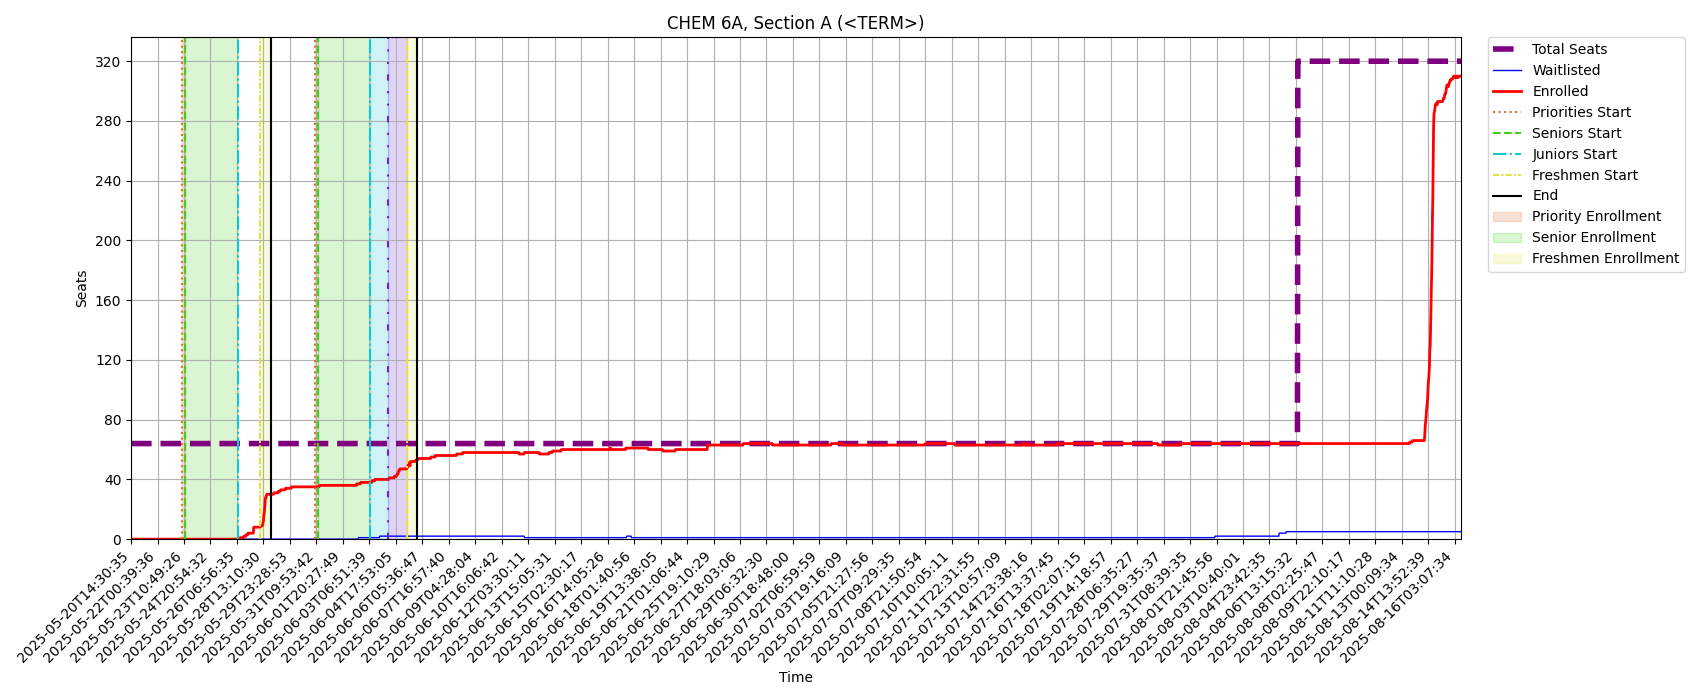 CHEM 6A, Section A (<TERM>)
Total Seats
Waitlisted
Enrolled
Priorities Start
Seniors Start
Juniors Start
Freshmen Start
End
Priority Enrollment
Senior Enrollment
Freshmen Enrollment
Seats
320
280
240
200
160
120
80
40
0
2025-05-20T14:30:35
2025-05-22T00:39:36
2025-05-23T10:49:26
2025-05-24T20:54:32
2025-05-26T06:56:35
2025-05-28T13:10:30
2025-05-29T23:28:53
2025-05-31T09:53:42
2025-06-01T20:27:49
2025-06-03T06:51:39
2025-06-04T17:53:05
2025-06-06T05:36:47
2025-06-07T16:57:40
2025-06-09T04:28:04
2025-06-10T16:06:42
2025-06-12T03:30:11
2025-06-13T15:05:31
2025-06-15T02:30:17
2025-06-16T14:05:26
2025-06-18T01:40:56
2025-06-19T13:38:05
2025-06-21T01:06:44
2025-06-25T19:10:29
2025-06-27T18:03:06
2025-06-29T06:32:30
2025-06-30T18:48:00
2025-07-02T06:59:59
2025-07-03T19:16:09
2025-07-05T21:27:56
2025-07-07T09:29:35
2025-07-08T21:50:54
2025-07-10T10:05:11
2025-07-11T22:31:55
2025-07-13T10:57:09
2025-07-14T23:38:16
2025-07-16T13:37:45
2025-07-18T02:07:15
2025-07-19T14:18:57
2025-07-28T06:35:27
2025-07-29T19:35:37
2025-07-31T08:39:35
2025-08-01T21:45:56
2025-08-03T10:40:01
2025-08-04T23:42:35
2025-08-06T13:15:32
2025-08-08T02:25:47
2025-08-09T22:10:17
2025-08-11T11:10:28
2025-08-13T00:09:34
2025-08-14T13:52:39
2025-08-16T03:07:34
Time